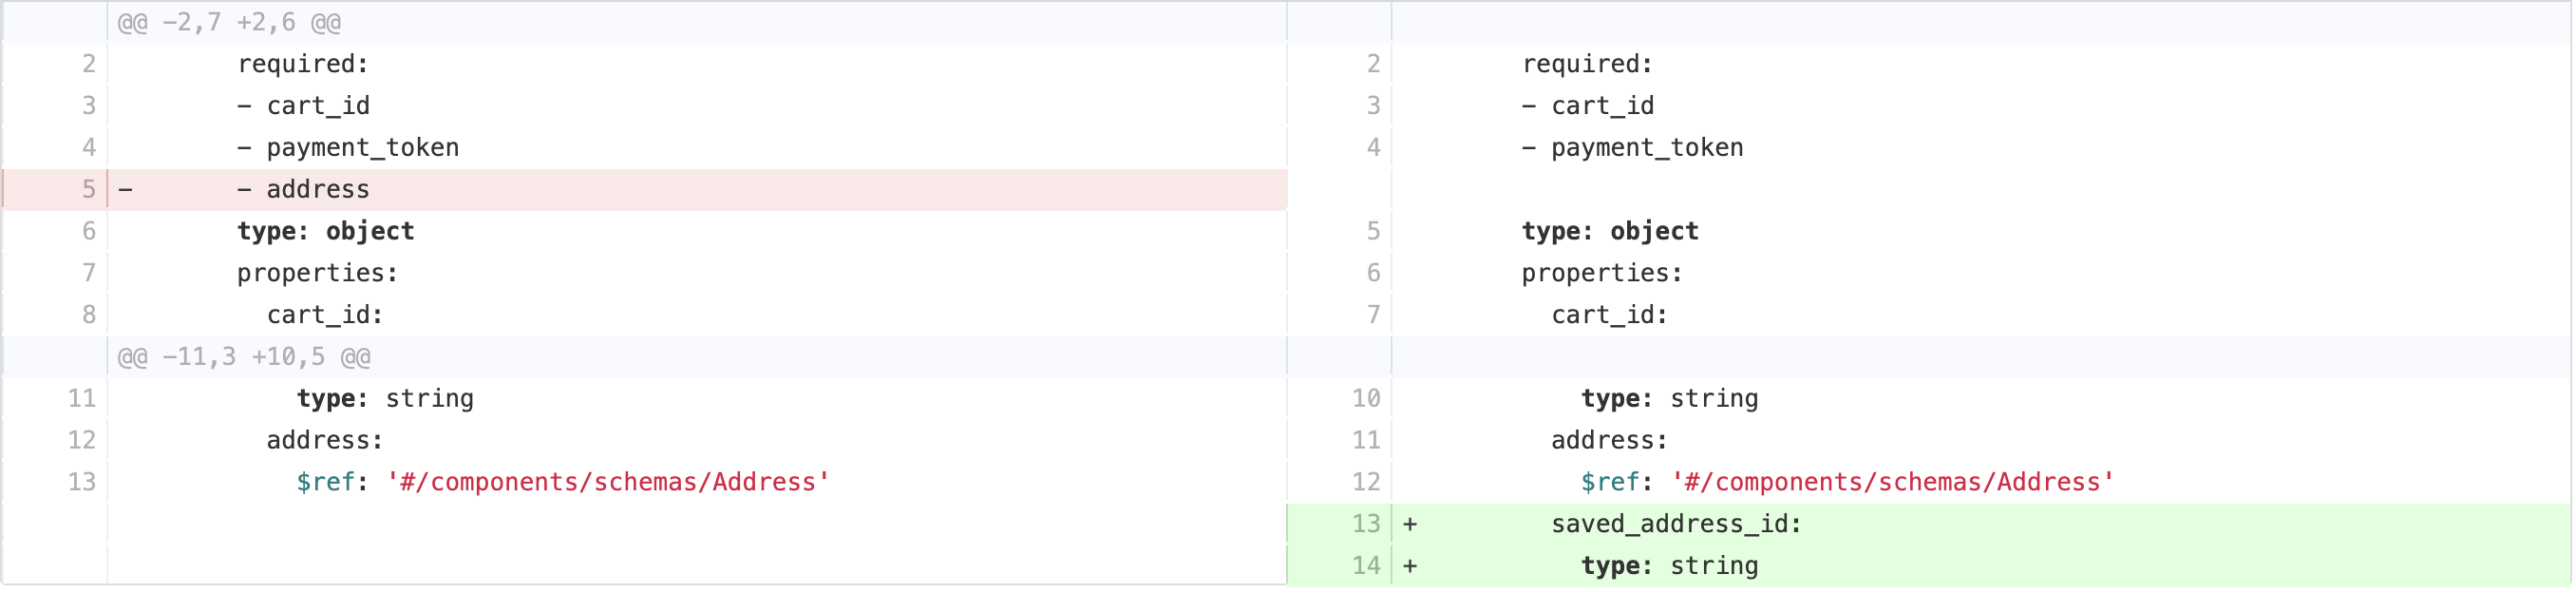 @@ -2,7 +2,6 @@
2 required: 2 required:
3 - cart_id 3 - cart_id
4 - payment_token 4 - payment_token
5 - - address
6 type: object 5 type: object
7 properties: 6 properties:
8 cart_id: 7 cart_id:
@@ -11,3 +10,5 @@
11 type: string 10 type: string
12 address: 11 address:
13 $ref: '#/components/schemas/Address' 12 $ref: '#/components/schemas/Address'
13 + saved_address_id:
14 + type: string